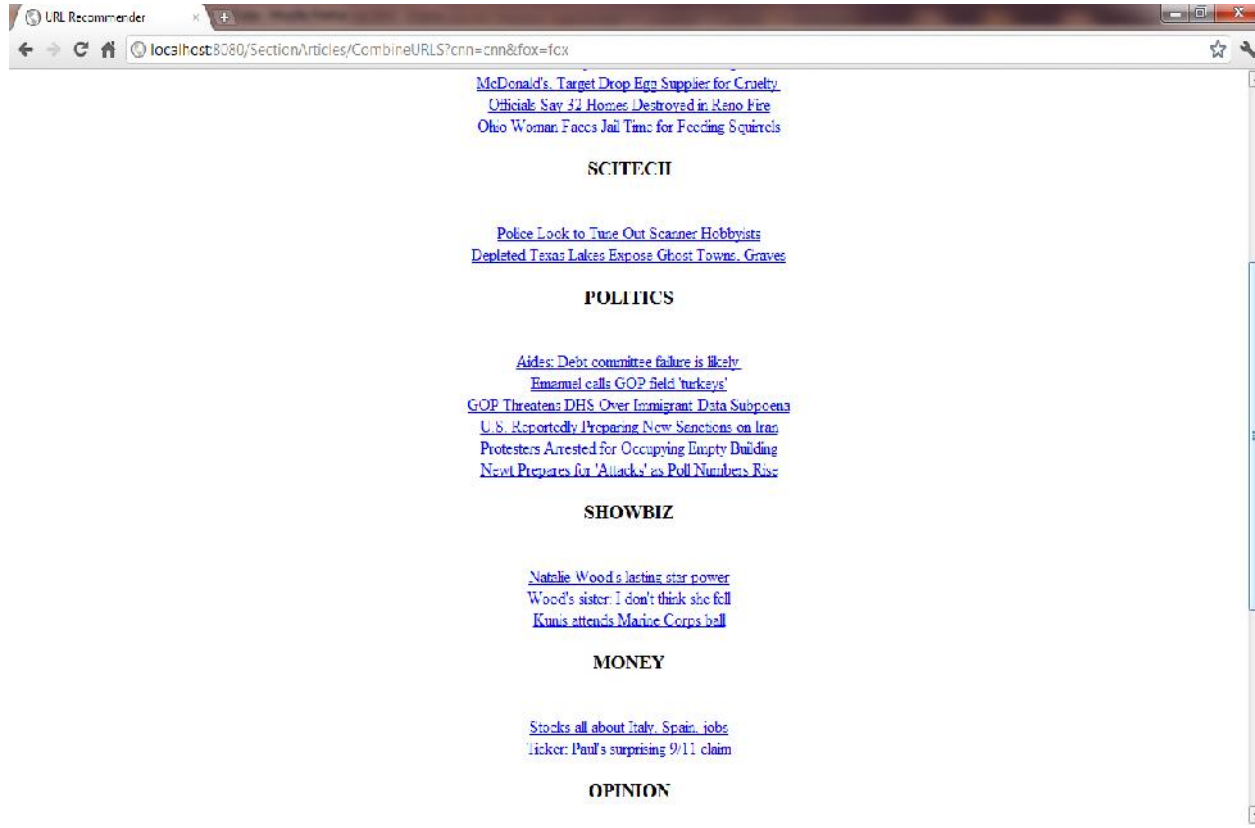 URL Recommender
localhost:8080/SectionArticles/CombineURLS?cnn=cnn&fox=fox
McDonald's, Target Drop Egg Supplier for Cruelty
Officials Say 32 Homes Destroyed in Reno Fire
Ohio Woman Faces Jail Time for Feeding Squirrels
SCITECH
Police Look to Tune Out Scanner Hobbyists
Depleted Texas Lakes Expose Ghost Towns, Graves
POLITICS
Aides: Debt committee failure is likely
Emanuel calls GOP field 'turkeys'
GOP Threatens DHS Over Immigrant Data Subpoena
U.S. Reportedly Preparing New Sanctions on Iran
Protesters Arrested for Occupying Empty Building
Newt Prepares for 'Attacks' as Poll Numbers Rise
SHOWBIZ
Natalie Wood's lasting star power
Wood's sister: I don't think she fell
Kunis attends Marine Corps ball
MONEY
Stocks all about Italy, Spain, jobs
Ticker: Paul's surprising 9/11 claim
OPINION